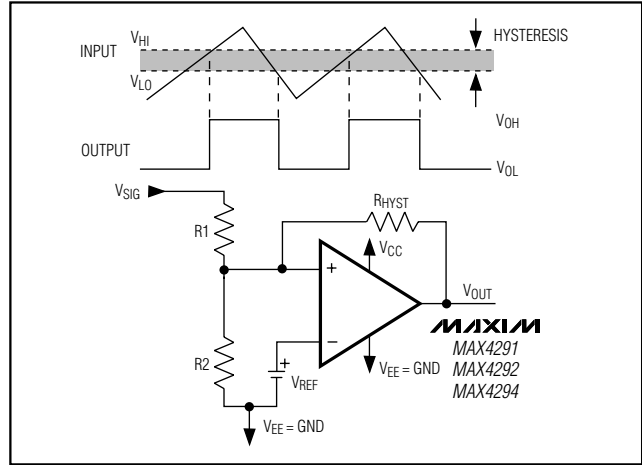 V_HI
HYSTERESIS
INPUT
V_LO
V_OH
OUTPUT
V_OL
V_SIG
R_HYST
R1
V_CC
+
V_OUT
MAXIM
−
MAX4291
R2
+
V_REF
V_EE = GND
MAX4292
MAX4294
V_EE = GND